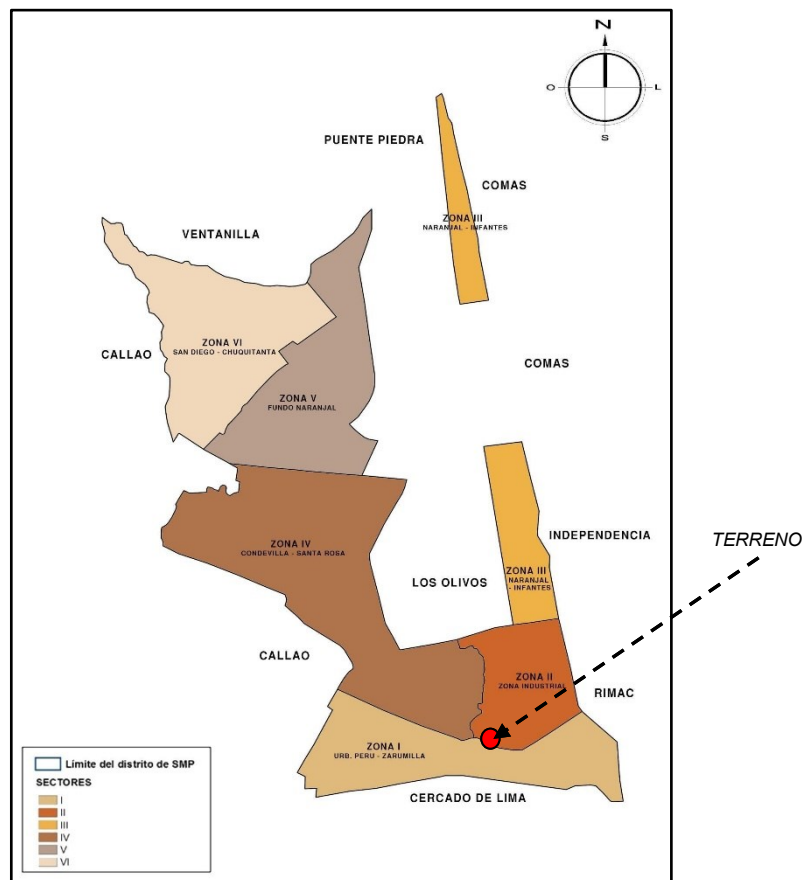 N
O
L
S
PUENTE PIEDRA
COMAS
ZONA III
NARANJAL - INFANTES
VENTANILLA
ZONA VI
SAN DIEGO - CHUQUITANTA
CALLAO
COMAS
ZONA V
FUNDO NARANJAL
INDEPENDENCIA
TERRENO
ZONA IV
CONDEVILLA - SANTA ROSA
ZONA III
NARANJAL
- INFANTES
LOS OLIVOS
CALLAO
ZONA II
ZONA INDUSTRIAL
RIMAC
ZONA I
URB. PERU - ZARUMILLA
CERCADO DE LIMA
Límite del distrito de SMP
SECTORES
I
II
III
IV
V
VI